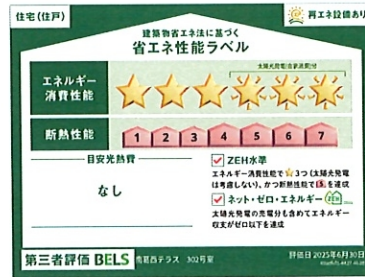 住宅(住戸)
再エネ設備あり
建築物省エネ法に基づく
省エネ性能ラベル
太陽光発電(自家消費)分
エネルギー
消費性能
断熱性能
1 2 3 4 5 6 7
目安光熱費
なし
ZEH水準
エネルギー消費性能で★3つ(太陽光発電
は考慮しない)、かつ断熱性能で5を達成
ネット・ゼロ・エネルギー
ZEH
太陽光発電の売電分も含めてエネルギー
収支がゼロ以下を達成
第三者評価 BELS
南葛西テラス 302号室
評価日 2025年6月30日